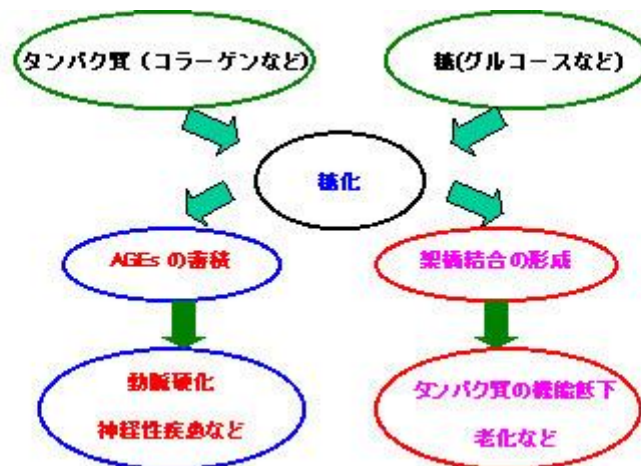 タンパク質（コラーゲンなど）
糖(グルコースなど)
糖化
AGEs の蓄積
架橋結合の形成
動脈硬化
神経性疾患など
タンパク質の機能低下
老化など